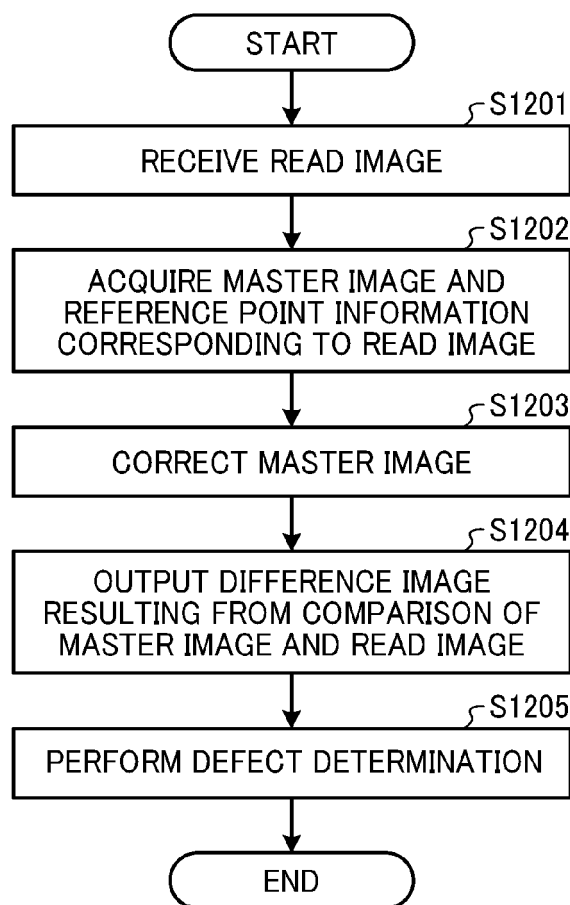 START
S1201
RECEIVE READ IMAGE
S1202
ACQUIRE MASTER IMAGE AND
REFERENCE POINT INFORMATION
CORRESPONDING TO READ IMAGE
S1203
CORRECT MASTER IMAGE
S1204
OUTPUT DIFFERENCE IMAGE
RESULTING FROM COMPARISON OF
MASTER IMAGE AND READ IMAGE
S1205
PERFORM DEFECT DETERMINATION
END